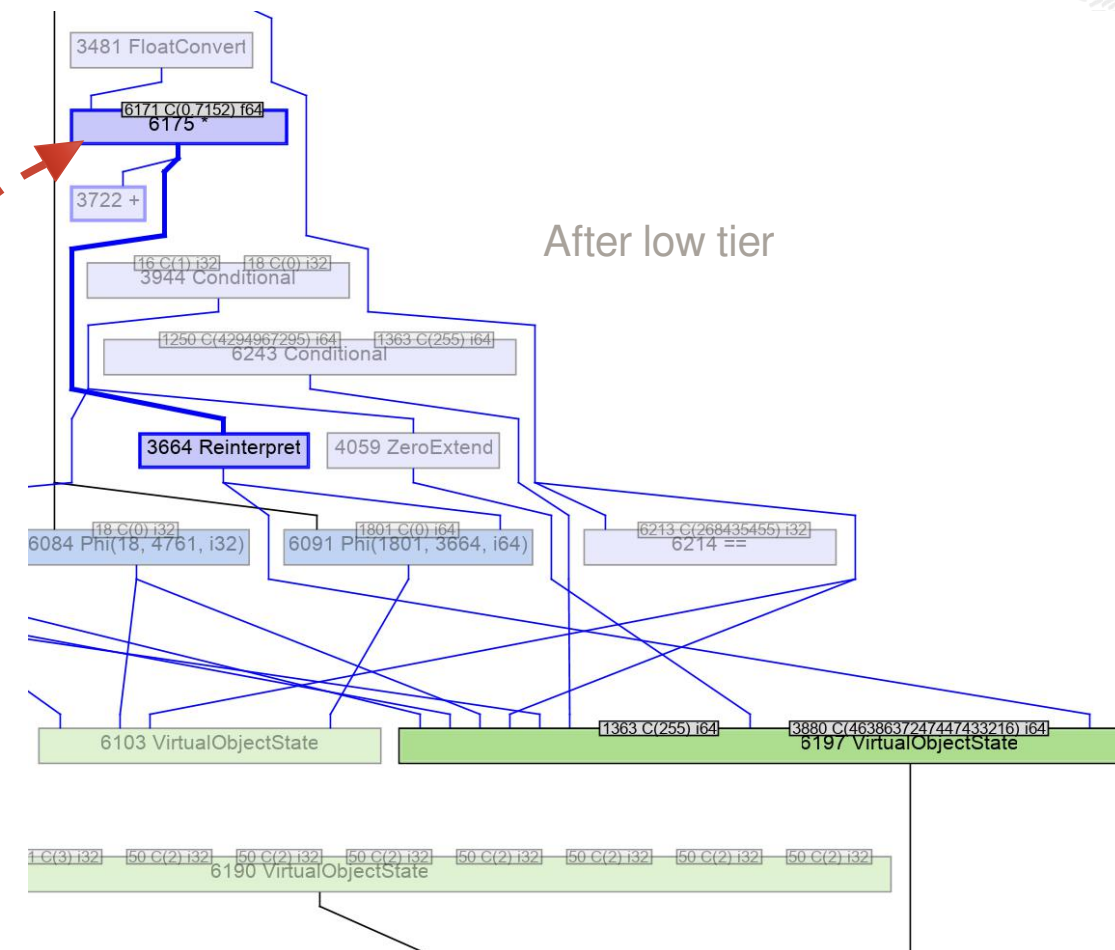 3481 FloatConvert
6171 C(0.7152) f64
6175 *
3722 +
After low tier
16 C(1) i32 18 C(0) i32
3944 Conditional
1250 C(4294967295) i64 1363 C(255) i64
6243 Conditional
3664 Reinterpret
4059 ZeroExtend
18 C(0) i32
6084 Phi(18, 4761, i32)
1801 C(0) i64
6091 Phi(1801, 3664, i64)
6213 C(268435455) i32
6214 ==
6103 VirtualObjectState
1363 C(255) i64 3880 C(4638637247447433216) i64
6197 VirtualObjectState
1 C(3) i32 50 C(2) i32 50 C(2) i32 50 C(2) i32 50 C(2) i32 50 C(2) i32 50 C(2) i32 50 C(2) i32
6190 VirtualObjectState